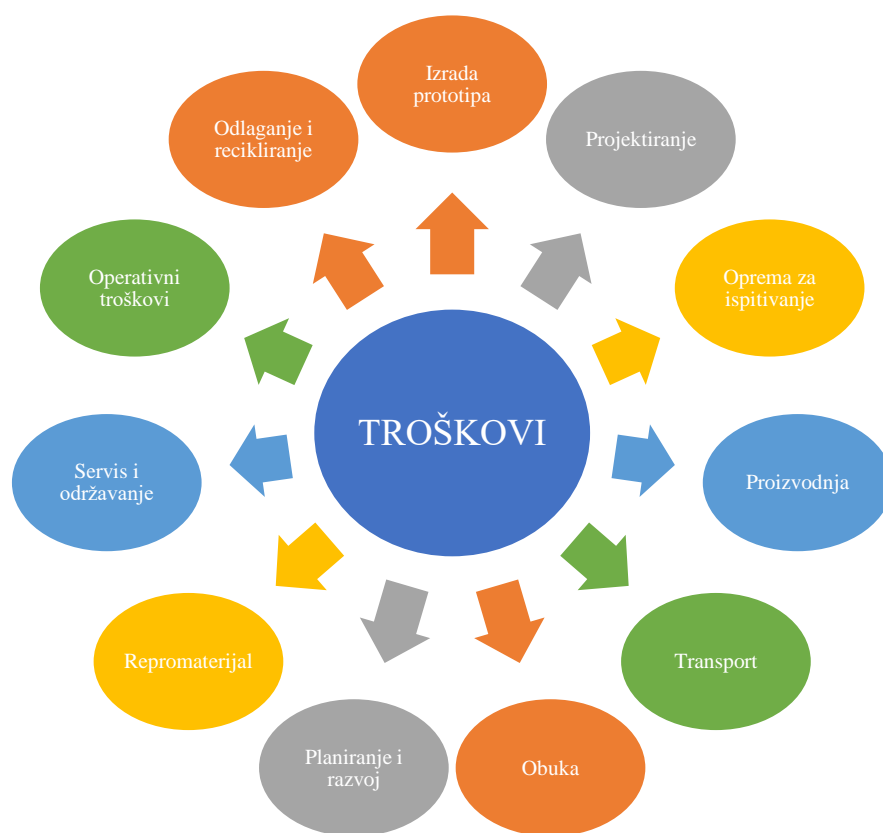 Izrada
prototipa
Projektiranje
Oprema za
ispitivanje
Proizvodnja
Transport
Obuka
Planiranje i
razvoj
Repromaterijal
Servis i
održavanje
Operativni
troškovi
Odlaganje i
recikliranje
TROŠKOVI